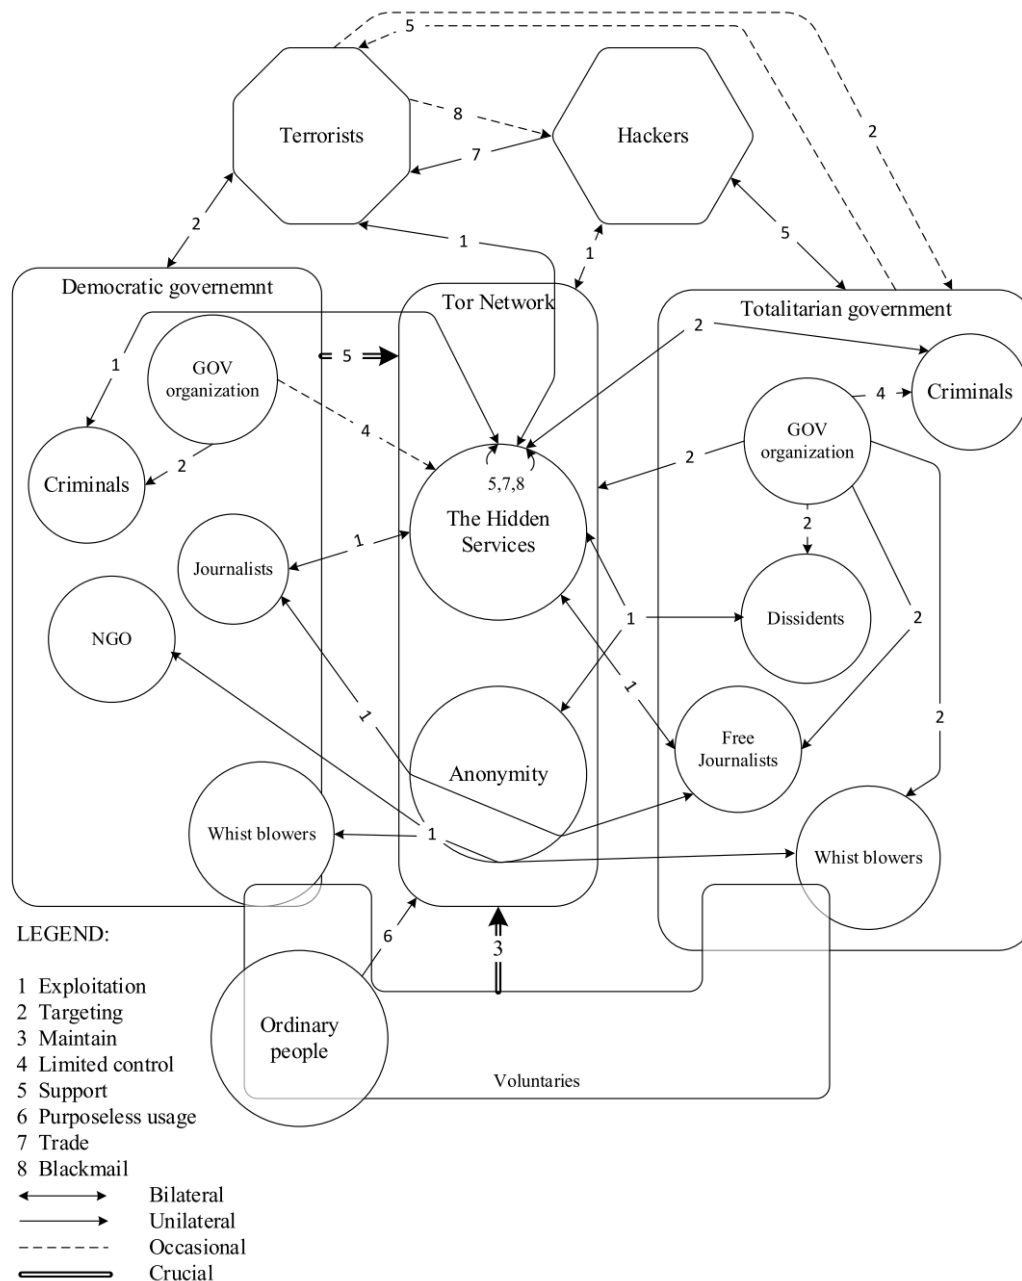 5
Terrorists
8
Hackers
2
7
2
1
1
5
Democratic governemnt
Tor Network
Totalitarian government
2
1
5
GOV
organization
Criminals
4
GOV
organization
4
2
2
Criminals
5,7,8
The Hidden
Services
2
1
Journalists
NGO
1
Dissidents
2
1
1
2
Free
Journalists
Anonymity
Whist blowers
1
Whist blowers
LEGEND:
6
3
1 Exploitation
2 Targeting
3 Maintain
4 Limited control
5 Support
6 Purposeless usage
7 Trade
8 Blackmail
Bilateral
Unilateral
Occasional
Crucial
Ordinary
people
Voluntaries